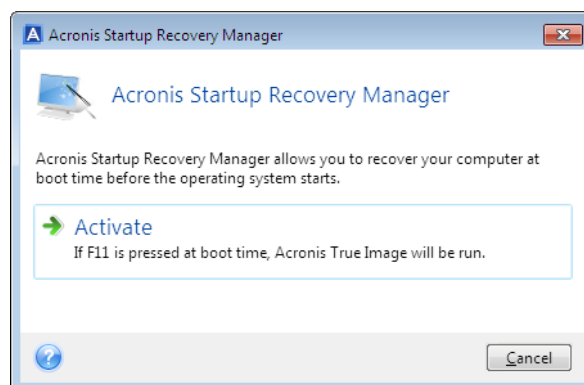 Acronis Startup Recovery Manager
Acronis Startup Recovery Manager
Acronis Startup Recovery Manager allows you to recover your computer at
boot time before the operating system starts.
Activate
If F11 is pressed at boot time, Acronis True Image will be run.
Cancel